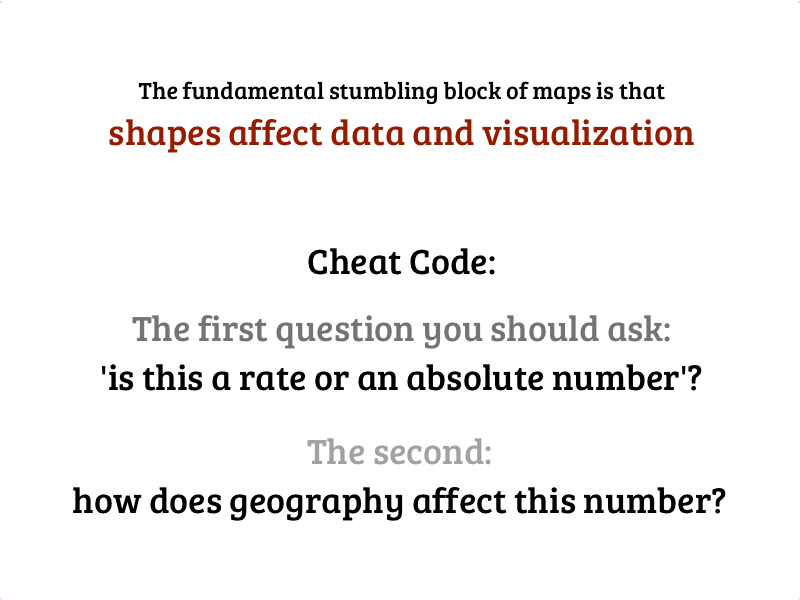 The fundamental stumbling block of maps is that
shapes affect data and visualization
Cheat Code:
The first question you should ask:
'is this a rate or an absolute number'?
The second:
how does geography affect this number?